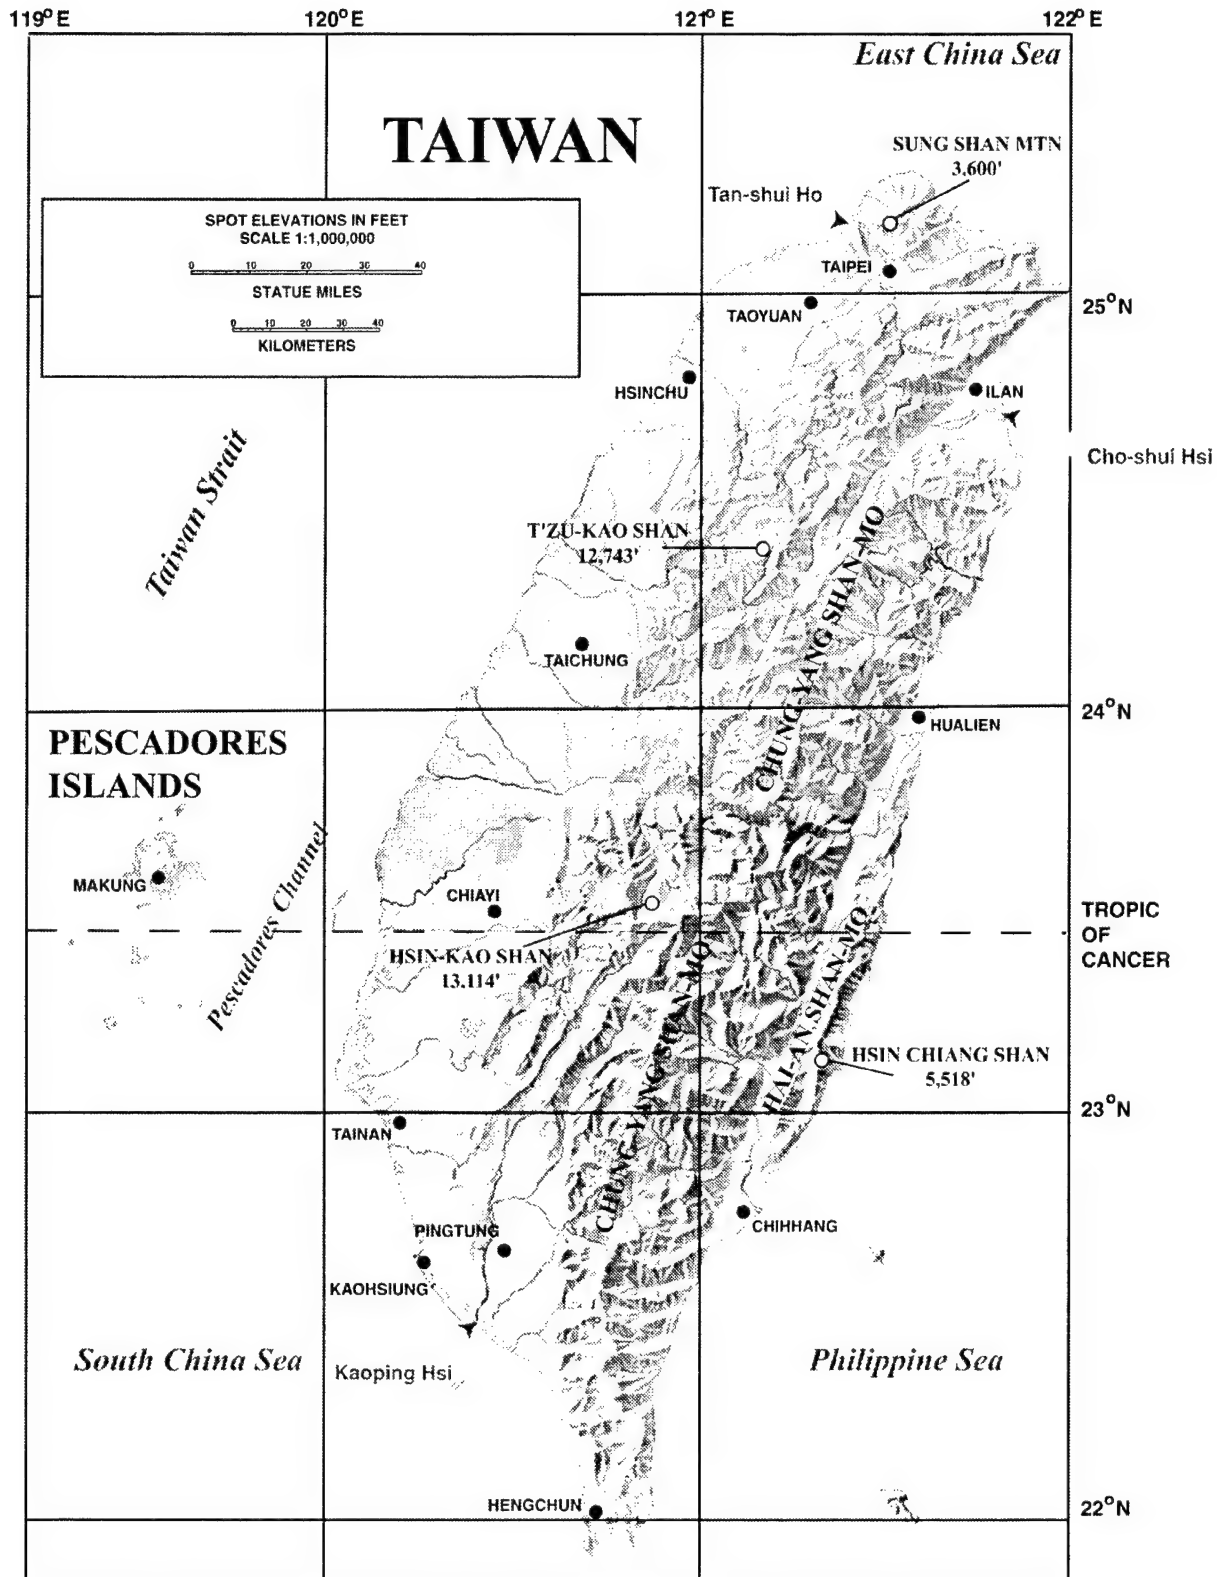 119°E 120°E 121°E 122°E
East China Sea
TAIWAN
SUNG SHAN MTN
3,600'
Tan-shui Ho
SPOT ELEVATIONS IN FEET
SCALE 1:1,000,000
0 10 20 30 40
STATUE MILES
0 10 20 30 40
KILOMETERS
TAIPEI
TAOYUAN
25°N
HSINCHU
ILAN
Cho-shui Hsi
Taiwan Strait
T'ZU-KAO SHAN
12,743'
CHUNG-YANG SHAN-MO
TAICHUNG
24°N
HUALIEN
PESCADORES
ISLANDS
Pescadores Channel
MAKUNG
CHIAYI
TROPIC
OF
CANCER
HSIN-KAO SHAN
13,114'
CHUNG-YANG SHAN-MO
HAI-AN SHAN-MO
HSIN CHIANG SHAN
5,518'
23°N
TAINAN
PINGTUNG
CHIHHANG
KAOHSIUNG
South China Sea
Kaoping Hsi
Philippine Sea
HENGCHUN
22°N